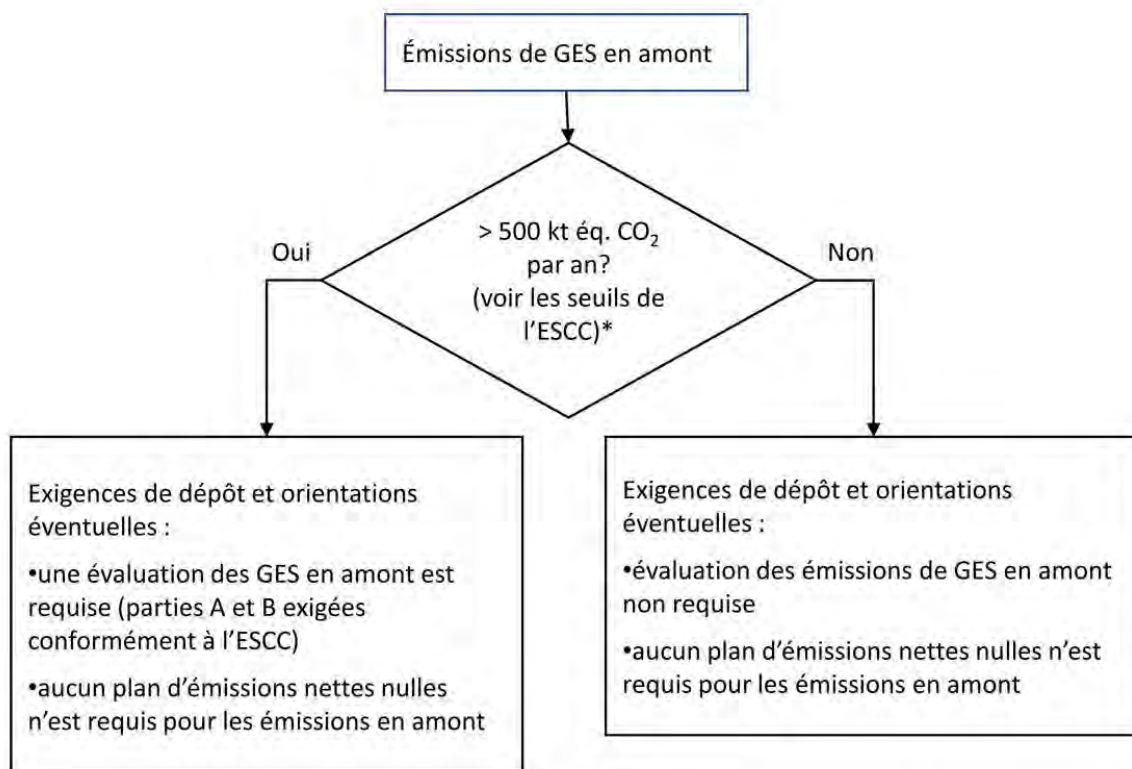 Émissions de GES en amont
> 500 kt éq. CO₂
par an?
(voir les seuils de
l’ESCC)*
Oui
Non
Exigences de dépôt et orientations
éventuelles :
•une évaluation des GES en amont est
requise (parties A et B exigées
conformément à l’ESCC)
•aucun plan d’émissions nettes nulles
n’est requis pour les émissions en amont
Exigences de dépôt et orientations
éventuelles :
•évaluation des émissions de GES en amont
non requise
•aucun plan d’émissions nettes nulles n’est
requis pour les émissions en amont